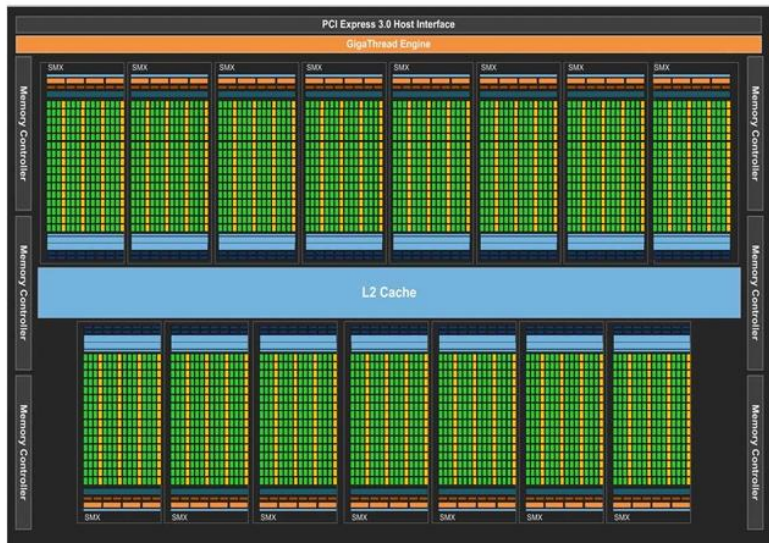 PCI Express 3.0 Host Interface
GigaThread Engine
SMX SMX SMX SMX SMX SMX SMX SMX
Memory Controller
Memory Controller
Memory Controller
Memory Controller
L2 Cache
Memory Controller
Memory Controller
SMX SMX SMX SMX SMX SMX SMX